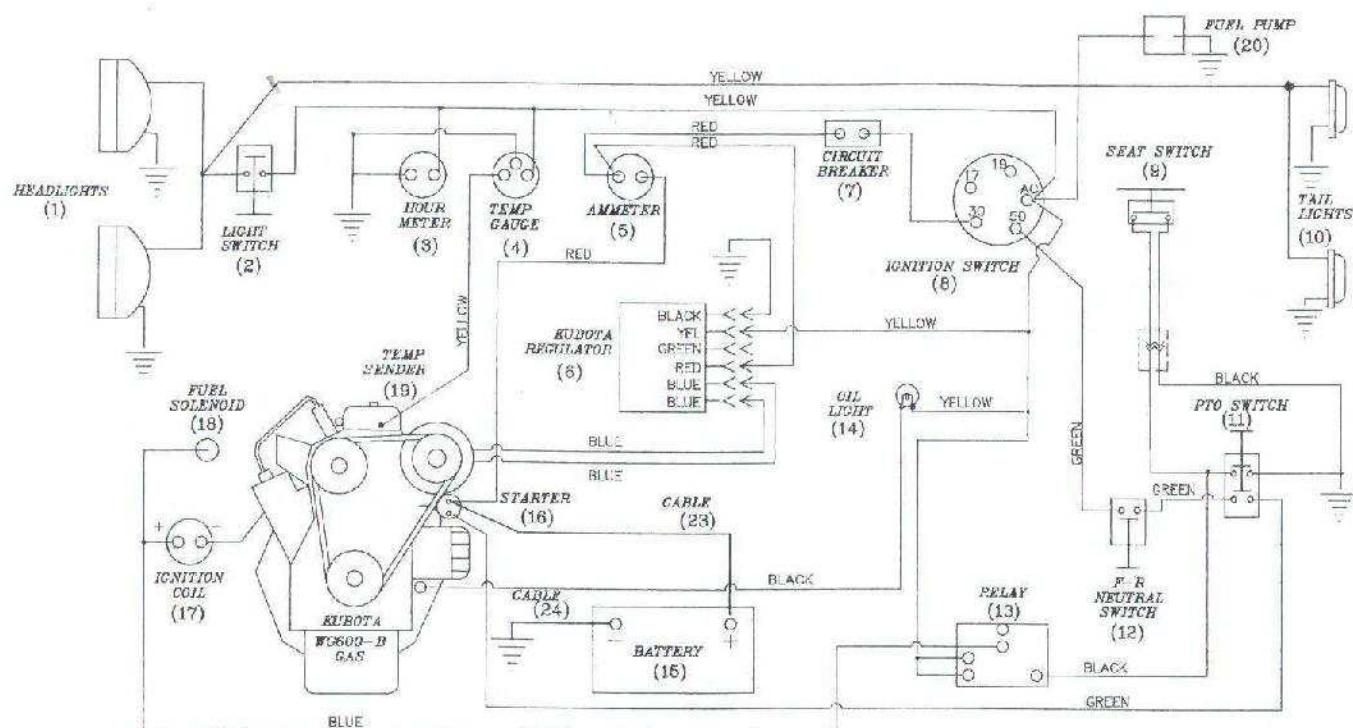 FUEL PUMP
(20)
YELLOW
YELLOW
RED
RED
CIRCUIT
BREAKER
(7)
17
19
AC
30
50
IGNITION SWITCH
(8)
SEAT SWITCH
(9)
HEADLIGHTS
(1)
LIGHT
SWITCH
(2)
HOUR
METER
(3)
TEMP
GAUGE
(4)
AMMETER
(5)
TAIL
LIGHTS
(10)
RED
YELLOW
KUBOTA
REGULATOR
(6)
BLACK
YEL
GREEN
RED
BLUE
BLUE
YELLOW
TEMP
SENDER
(19)
FUEL
SOLENOID
(18)
OIL
LIGHT
(14)
YELLOW
GREEN
BLACK
PTO SWITCH
(11)
BLUE
BLUE
STARTER
(16)
CABLE
(23)
GREEN
+ -
IGNITION
COIL
(17)
BLACK
F-R
NEUTRAL
SWITCH
(12)
RELAY
(13)
CABLE
(24)
- +
BATTERY
(15)
KUBOTA
WG600-B
GAS
BLACK
GREEN
BLUE